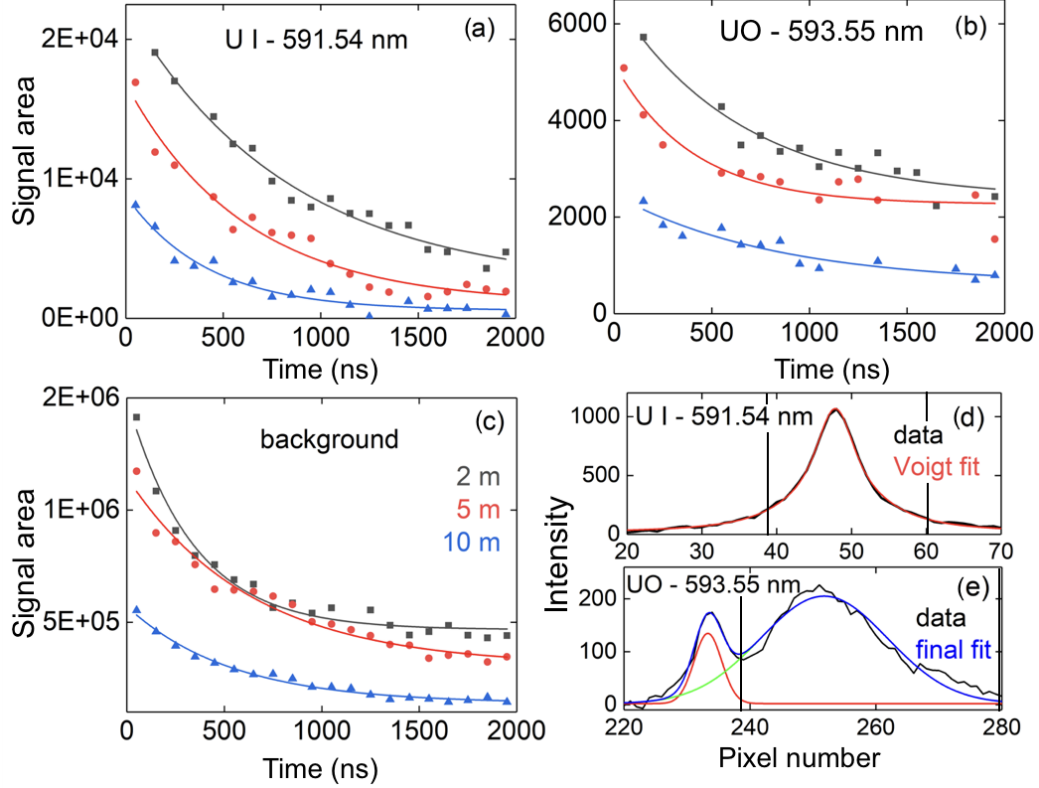 (a)
U I - 591.54 nm
Signal area
2E+04
1E+04
0E+00
0 500 1000 1500 2000
Time (ns)
(b)
UO - 593.55 nm
6000
4000
2000
0
0 500 1000 1500 2000
Time (ns)
(c)
background
2 m
5 m
10 m
Signal area
2E+06
1E+06
5E+05
0 500 1000 1500 2000
Time (ns)
(d)
U I - 591.54 nm
data
Voigt fit
1000
500
0
20 30 40 50 60 70
Intensity
(e)
UO - 593.55 nm
data
final fit
200
100
0
220 240 260 280
Pixel number